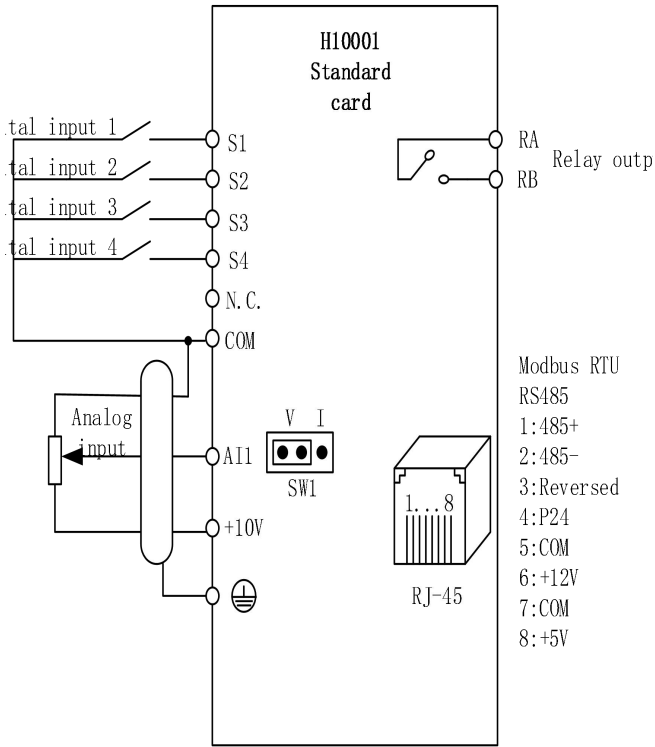 H10001
Standard
card
tal input 1
S1
tal input 2
S2
tal input 3
S3
tal input 4
S4
N.C.
COM
Analog
input
AI1
+10V
V I
SW1
RA
RB
Relay outp
1...8
RJ-45
Modbus RTU
RS485
1:485+
2:485-
3:Reversed
4:P24
5:COM
6:+12V
7:COM
8:+5V